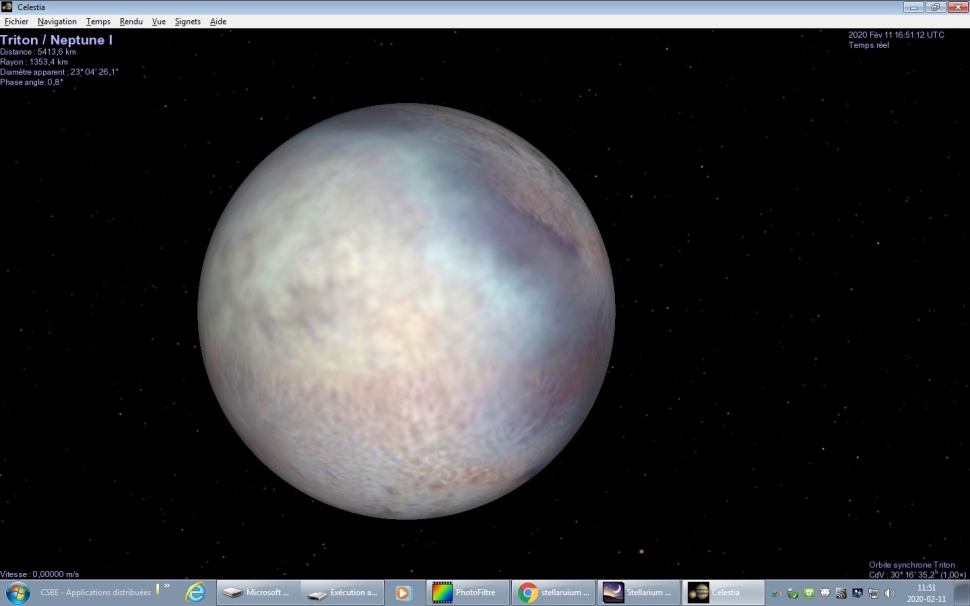 Celestia
Fichier Navigation Temps Rendu Vue Signets Aide
Triton / Neptune I
Distance : 5413,6 km
Rayon : 1353,4 km
Diamètre apparent : 23° 04' 26,1"
Phase angle: 0,8°
2020 Fév 11 16:51:12 UTC
Temps réel
Vitesse : 0,00000 m/s
Orbite synchrone Triton
CdV : 30° 16' 35,2" (1,00×)
CSBE - Applications distribuées
»
Microsoft ...
Exécution a...
PhotoFiltre
stellaruium ...
Stellarium ...
Celestia
11:51
2020-02-11